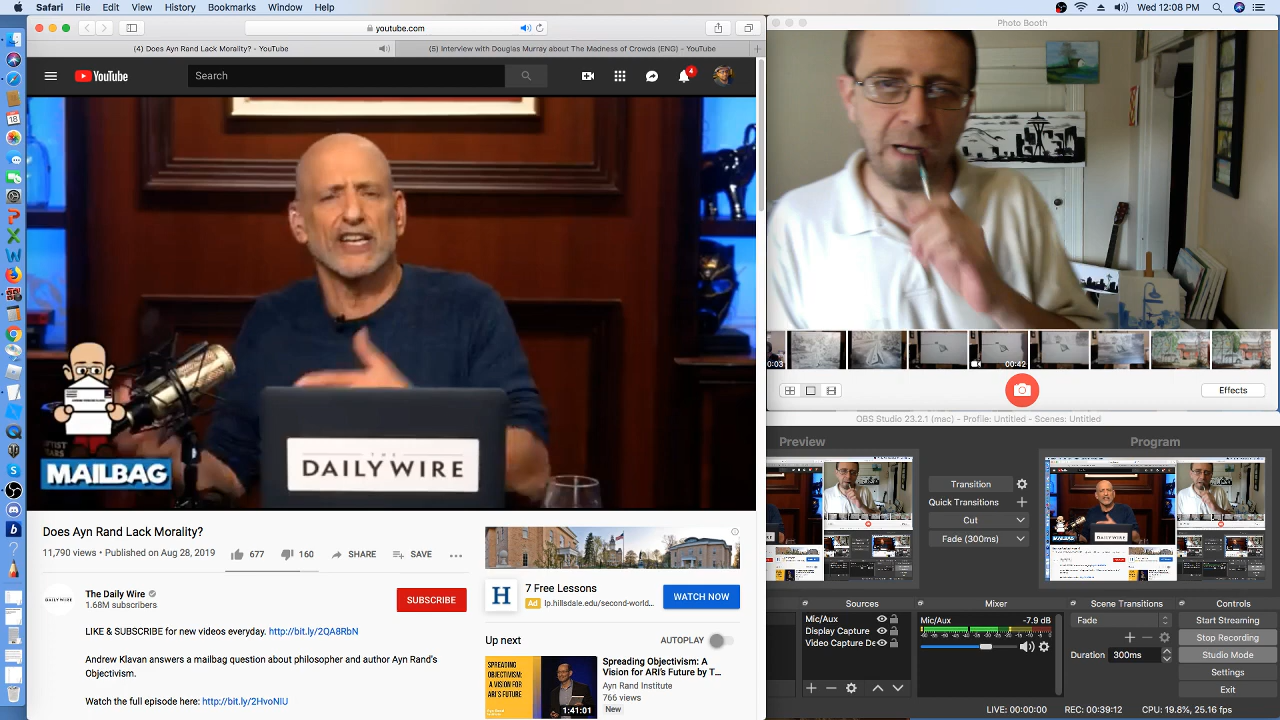 Safari File Edit View History Bookmarks Window Help
Wed 12:08 PM
youtube.com
(4) Does Ayn Rand Lack Morality? - YouTube
(5) Interview with Douglas Murray about The Madness of Crowds (ENG) - YouTube
YouTube
Search
4
MAILBAG
THE
DAILY WIRE
Does Ayn Rand Lack Morality?
11,790 views • Published on Aug 28, 2019
677
160
SHARE
SAVE
DAILY WIRE
The Daily Wire
1.68M subscribers
SUBSCRIBE
LIKE & SUBSCRIBE for new videos everyday. http://bit.ly/2QA8RbN
Andrew Klavan answers a mailbag question about philosopher and author Ayn Rand's
Objectivism.
Watch the full episode here: http://bit.ly/2HvoNIU
H
7 Free Lessons
Ad lp.hillsdale.edu/second-world...
WATCH NOW
Up next
AUTOPLAY
SPREADING
OBJECTIVISM:
A VISION FOR
ARI'S FUTURE
1:41:01
Spreading Objectivism: A
Vision for ARI's Future by T...
Ayn Rand Institute
766 views
New
Photo Booth
0:03
00:42
Effects
OBS Studio 23.2.1 (mac) - Profile: Untitled - Scenes: Untitled
Preview
Program
Transition
Quick Transitions
Cut
Fade (300ms)
Sources
Mixer
Scene Transitions
Controls
Mic/Aux
Display Capture
Video Capture De
Mic/Aux
-7.9 dB
Fade
Duration 300ms
Start Streaming
Stop Recording
Studio Mode
Settings
Exit
LIVE: 00:00:00
REC: 00:39:12
CPU: 19.8%, 25.16 fps